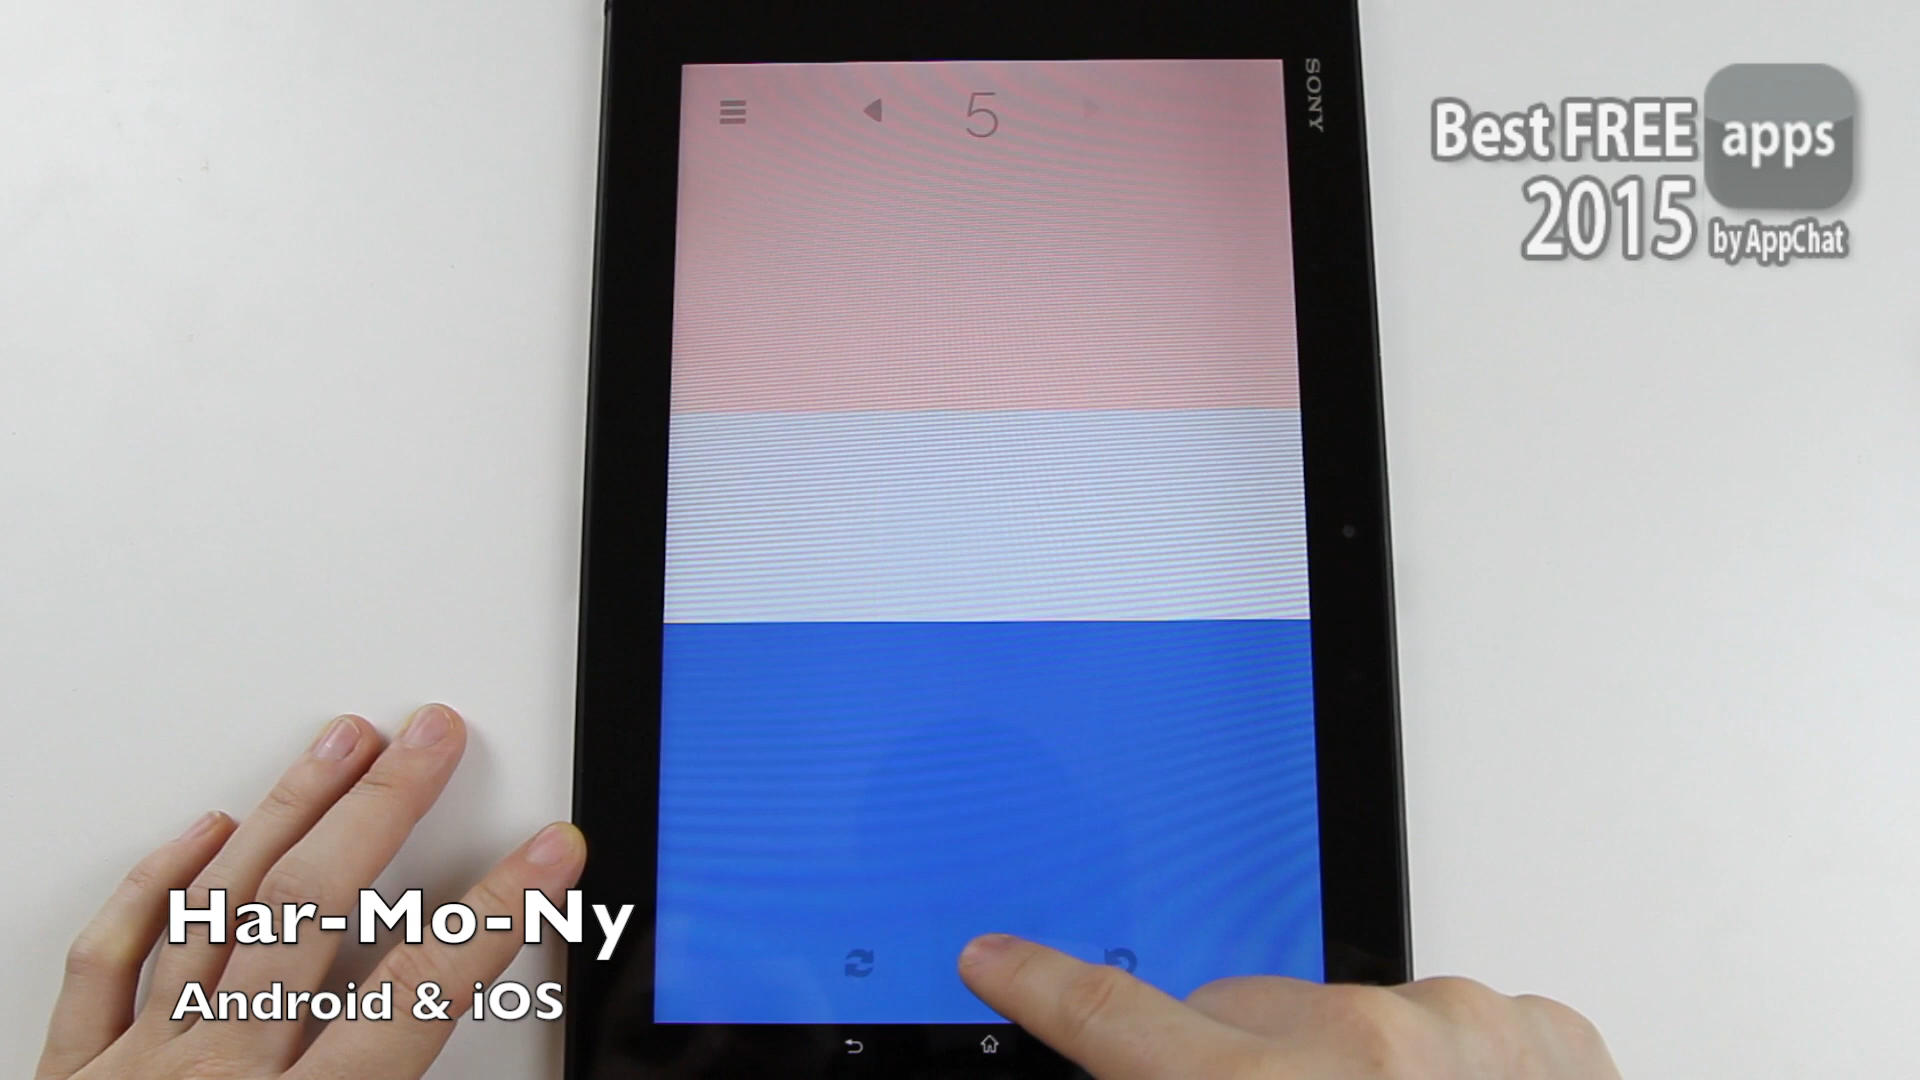 5
SONY
Best FREE apps
2015 by AppChat
Har-Mo-Ny
Android & iOS